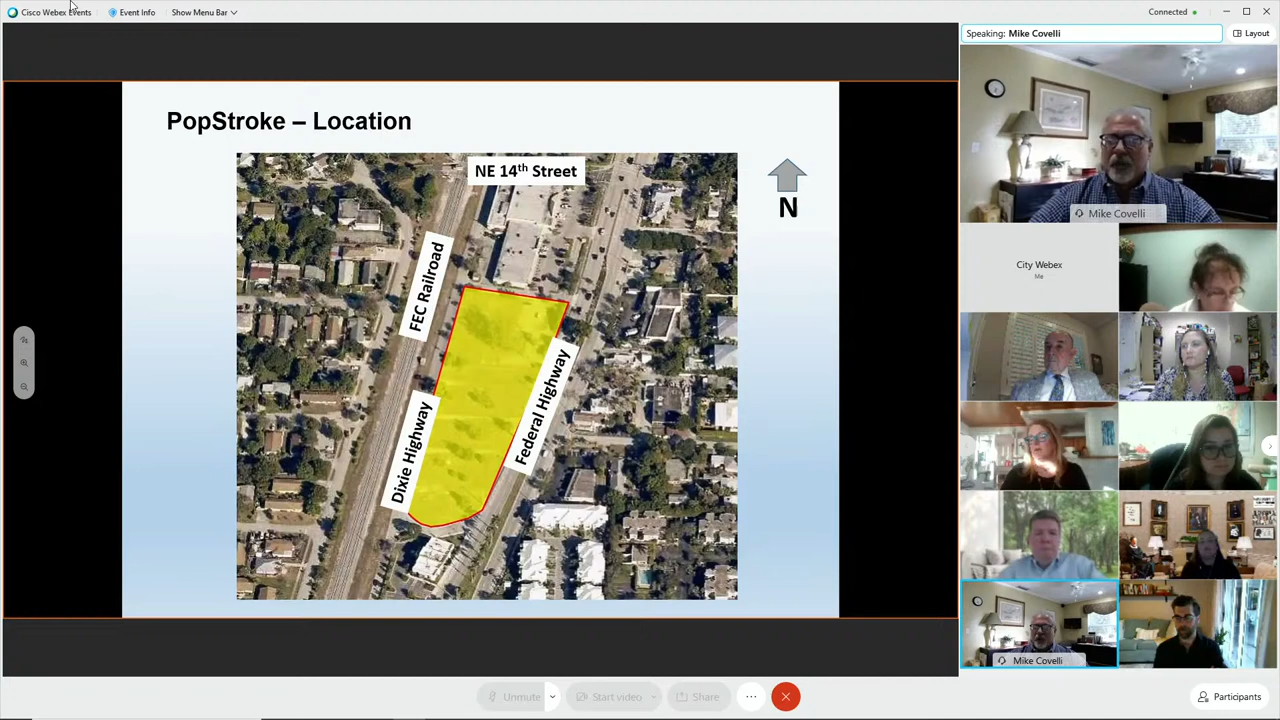 Cisco Webex Events
Event Info
Show Menu Bar
Connected
Speaking: Mike Covelli
Layout
PopStroke – Location
NE 14th Street
N
FEC Railroad
Dixie Highway
Federal Highway
Mike Covelli
City Webex
Me
Mike Covelli
Unmute
Start video
Share
Participants